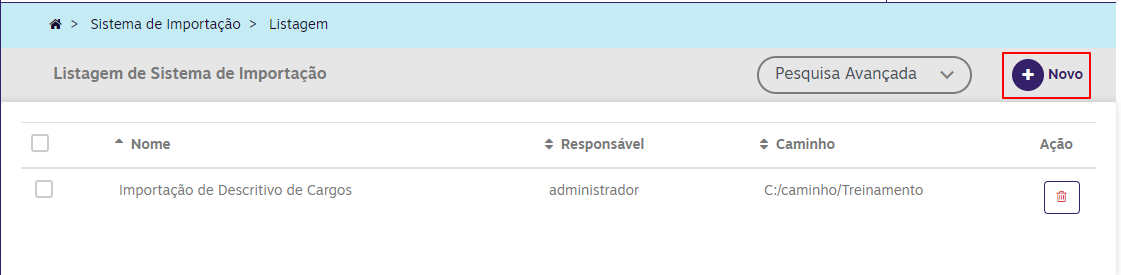 > Sistema de Importação > Listagem
Listagem de Sistema de Importação Pesquisa Avançada Novo
Nome Responsável Caminho Ação
Importação de Descritivo de Cargos administrador C:/caminho/Treinamento